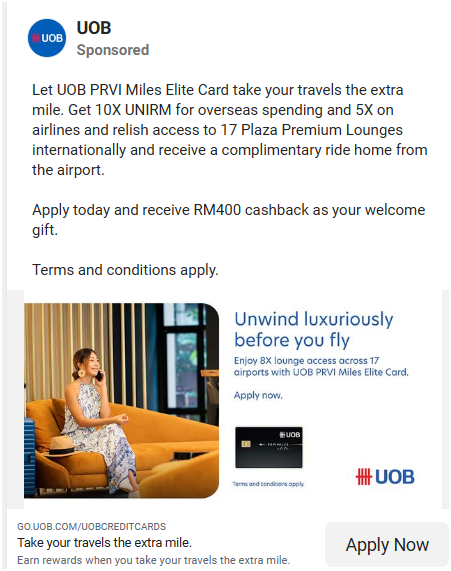 UOB
UOB
Sponsored
Let UOB PRVI Miles Elite Card take your travels the extra
mile. Get 10X UNIRM for overseas spending and 5X on
airlines and relish access to 17 Plaza Premium Lounges
internationally and receive a complimentary ride home from
the airport.
Apply today and receive RM400 cashback as your welcome
gift.
Terms and conditions apply.
Unwind luxuriously
before you fly
Enjoy 8X lounge access across 17
airports with UOB PRVI Miles Elite Card.
Apply now.
UOB
Terms and conditions apply.
UOB
GO.UOB.COM/UOBCREDITCARDS
Take your travels the extra mile.
Earn rewards when you take your travels the extra mile.
Apply Now